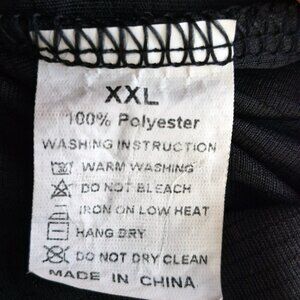 XXL
100% Polyester
WASHING INSTRUCTION
WARM WASHING
DO NOT BLEACH
IRON ON LOW HEAT
HANG DRY
DO NOT DRY CLEAN
MADE IN CHINA